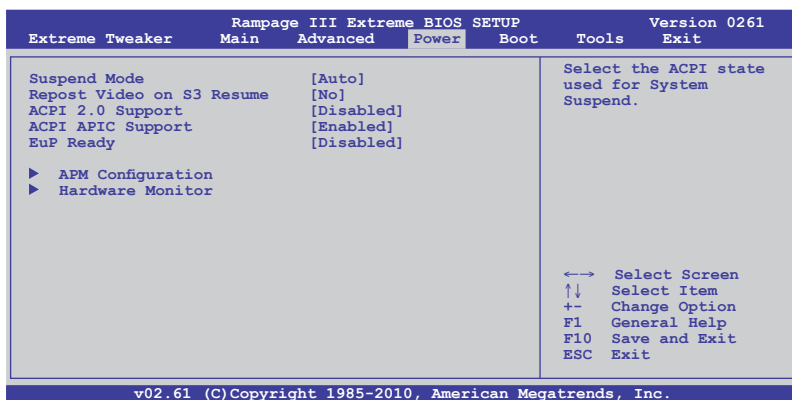 Rampage III Extreme BIOS SETUP Version 0261
Extreme Tweaker Main Advanced Power Boot Tools Exit
Suspend Mode [Auto]
Repost Video on S3 Resume [No]
ACPI 2.0 Support [Disabled]
ACPI APIC Support [Enabled]
EuP Ready [Disabled]
▶ APM Configuration
▶ Hardware Monitor
Select the ACPI state
used for System
Suspend.
←→ Select Screen
↑↓ Select Item
+- Change Option
F1 General Help
F10 Save and Exit
ESC Exit
v02.61 (C)Copyright 1985-2010, American Megatrends, Inc.